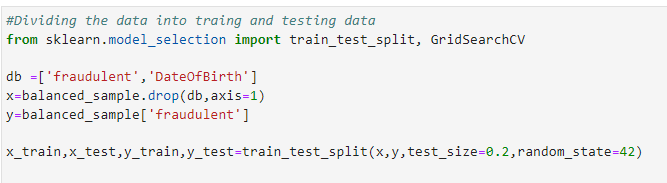 #Dividing the data into traing and testing data
from sklearn.model_selection import train_test_split, GridSearchCV
db =['fraudulent','DateOfBirth']
x=balanced_sample.drop(db,axis=1)
y=balanced_sample['fraudulent']
x_train,x_test,y_train,y_test=train_test_split(x,y,test_size=0.2,random_state=42)